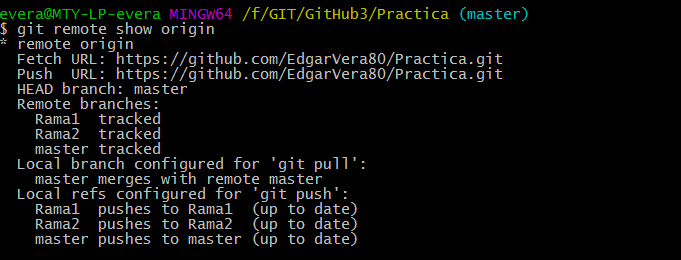 evera@MTY-LP-evera MINGW64 /f/GIT/GitHub3/Practica (master)
$ git remote show origin
* remote origin
  Fetch URL: https://github.com/EdgarVera80/Practica.git
  Push  URL: https://github.com/EdgarVera80/Practica.git
  HEAD branch: master
  Remote branches:
    Rama1  tracked
    Rama2  tracked
    master tracked
  Local branch configured for 'git pull':
    master merges with remote master
  Local refs configured for 'git push':
    Rama1  pushes to Rama1  (up to date)
    Rama2  pushes to Rama2  (up to date)
    master pushes to master (up to date)